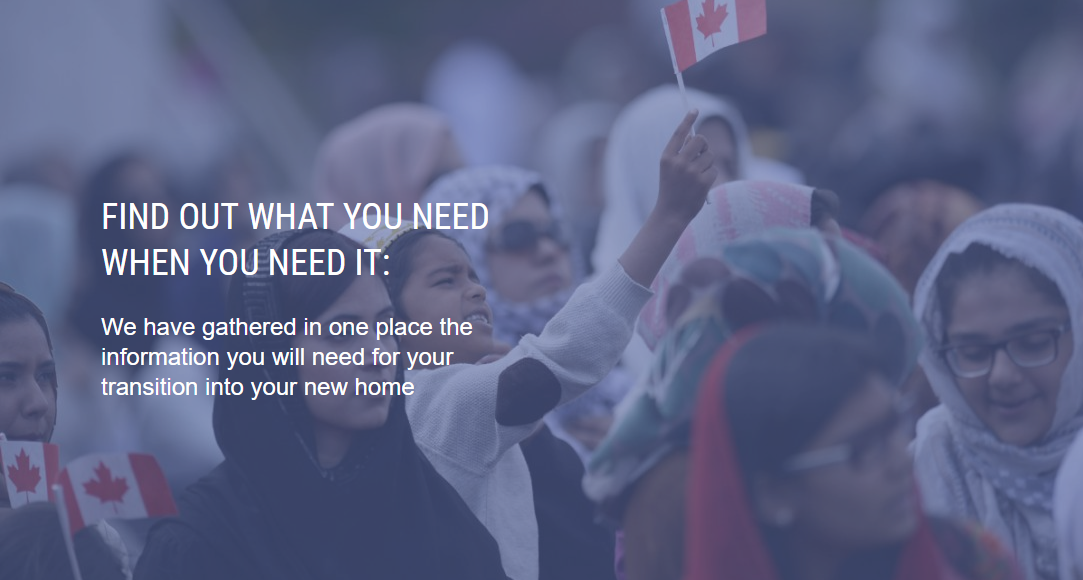 FIND OUT WHAT YOU NEED
WHEN YOU NEED IT:
We have gathered in one place the
information you will need for your
transition into your new home